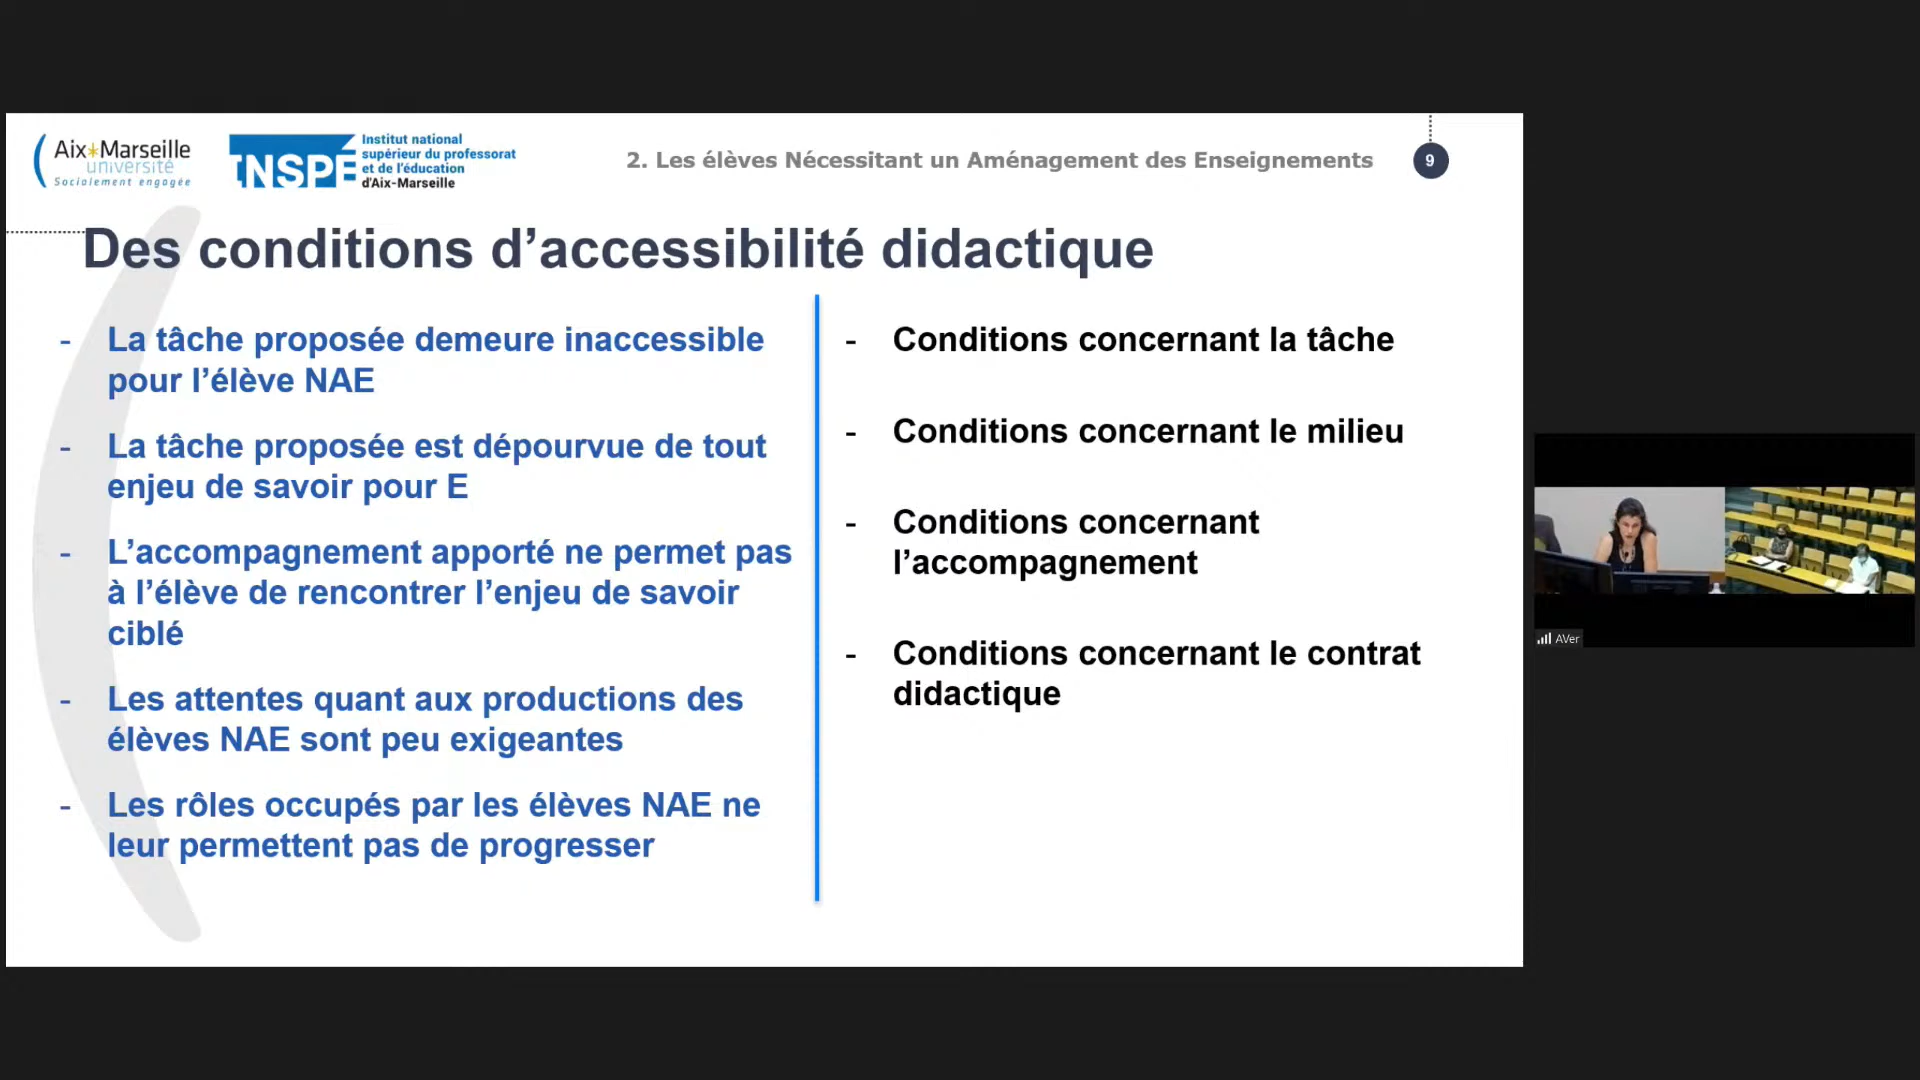 Aix★Marseille
université
Socialement engagée
INSPÉ
Institut national
supérieur du professorat
et de l'éducation
d'Aix-Marseille
2. Les élèves Nécessitant un Aménagement des Enseignements
9
Des conditions d’accessibilité didactique
- La tâche proposée demeure inaccessible
pour l’élève NAE
- La tâche proposée est dépourvue de tout
enjeu de savoir pour E
- L’accompagnement apporté ne permet pas
à l’élève de rencontrer l’enjeu de savoir
ciblé
- Les attentes quant aux productions des
élèves NAE sont peu exigeantes
- Les rôles occupés par les élèves NAE ne
leur permettent pas de progresser
- Conditions concernant la tâche
- Conditions concernant le milieu
- Conditions concernant
l’accompagnement
- Conditions concernant le contrat
didactique
AVer